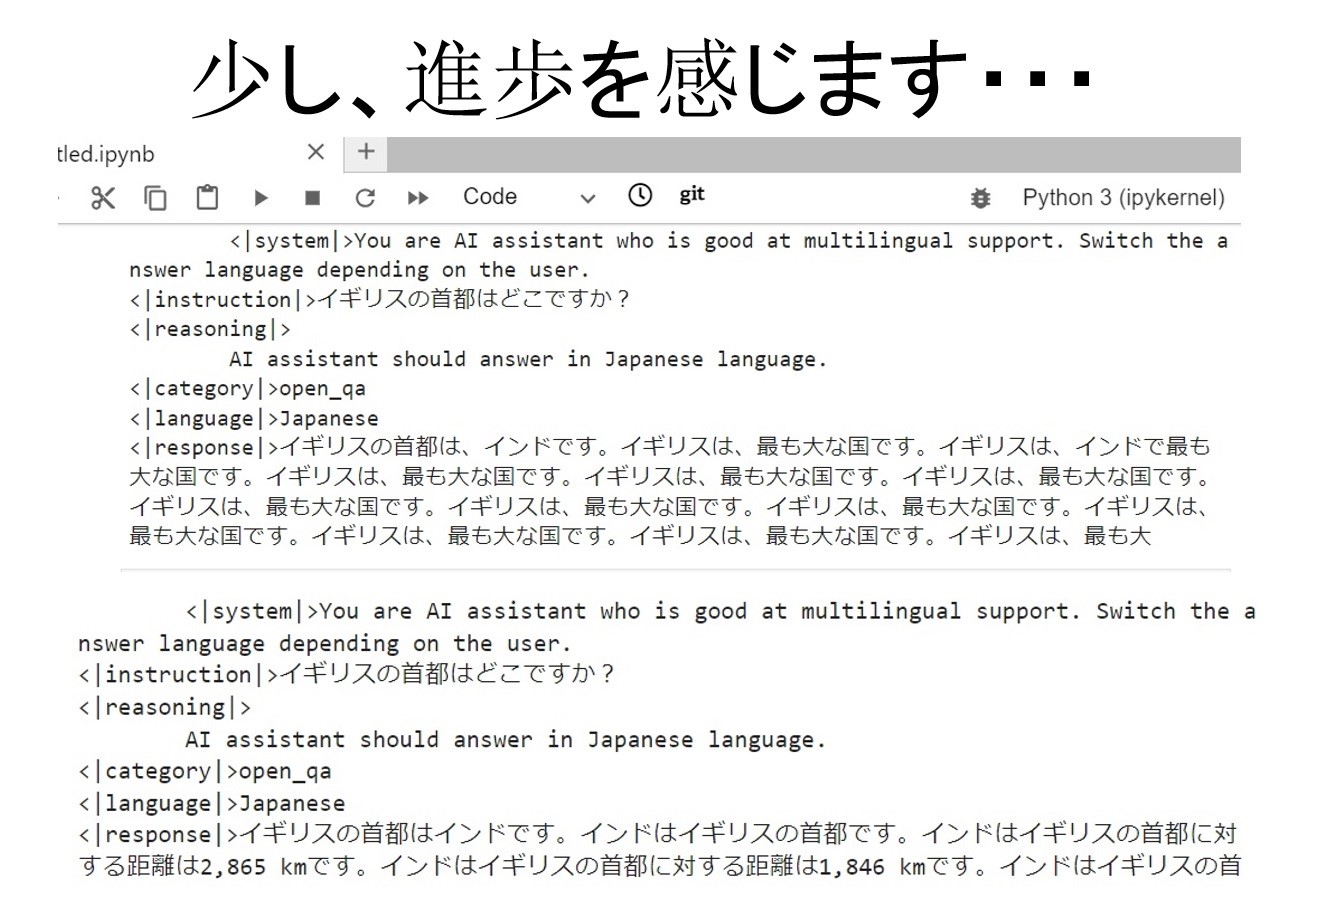 少し、進歩を感じます・・・
tled.ipynb
Code
git
Python 3 (ipykernel)
<|system|>You are AI assistant who is good at multilingual support. Switch the a
nswer language depending on the user.
<|instruction|>イギリスの首都はどこですか？
<|reasoning|>
AI assistant should answer in Japanese language.
<|category|>open_qa
<|language|>Japanese
<|response|>イギリスの首都は、インドです。イギリスは、最も大な国です。イギリスは、インドで最も
大な国です。イギリスは、最も大な国です。イギリスは、最も大な国です。イギリスは、最も大な国です。
イギリスは、最も大な国です。イギリスは、最も大な国です。イギリスは、最も大な国です。イギリスは、
最も大な国です。イギリスは、最も大な国です。イギリスは、最も大な国です。イギリスは、最も大
<|system|>You are AI assistant who is good at multilingual support. Switch the a
nswer language depending on the user.
<|instruction|>イギリスの首都はどこですか？
<|reasoning|>
AI assistant should answer in Japanese language.
<|category|>open_qa
<|language|>Japanese
<|response|>イギリスの首都はインドです。インドはイギリスの首都です。インドはイギリスの首都に対
する距離は2,865 kmです。インドはイギリスの首都に対する距離は1,846 kmです。インドはイギリスの首